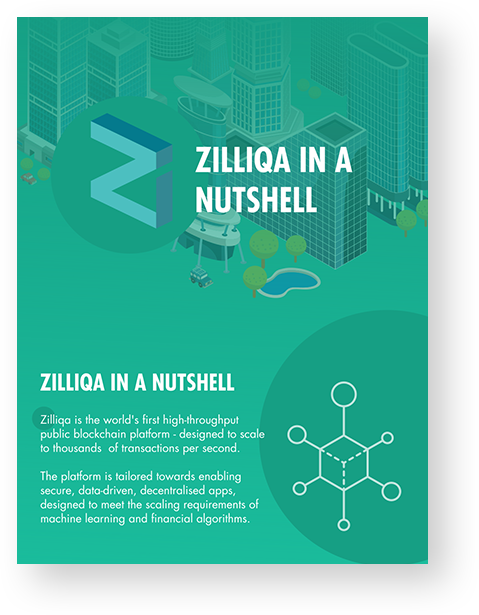 ZILLIQA IN A
NUTSHELL
ZILLIQA IN A NUTSHELL
Zilliqa is the world's first high-throughput
public blockchain platform - designed to scale
to thousands  of transactions per second.
The platform is tailored towards enabling
secure, data-driven, decentralised apps,
designed to meet the scaling requirements of
machine learning and financial algorithms.